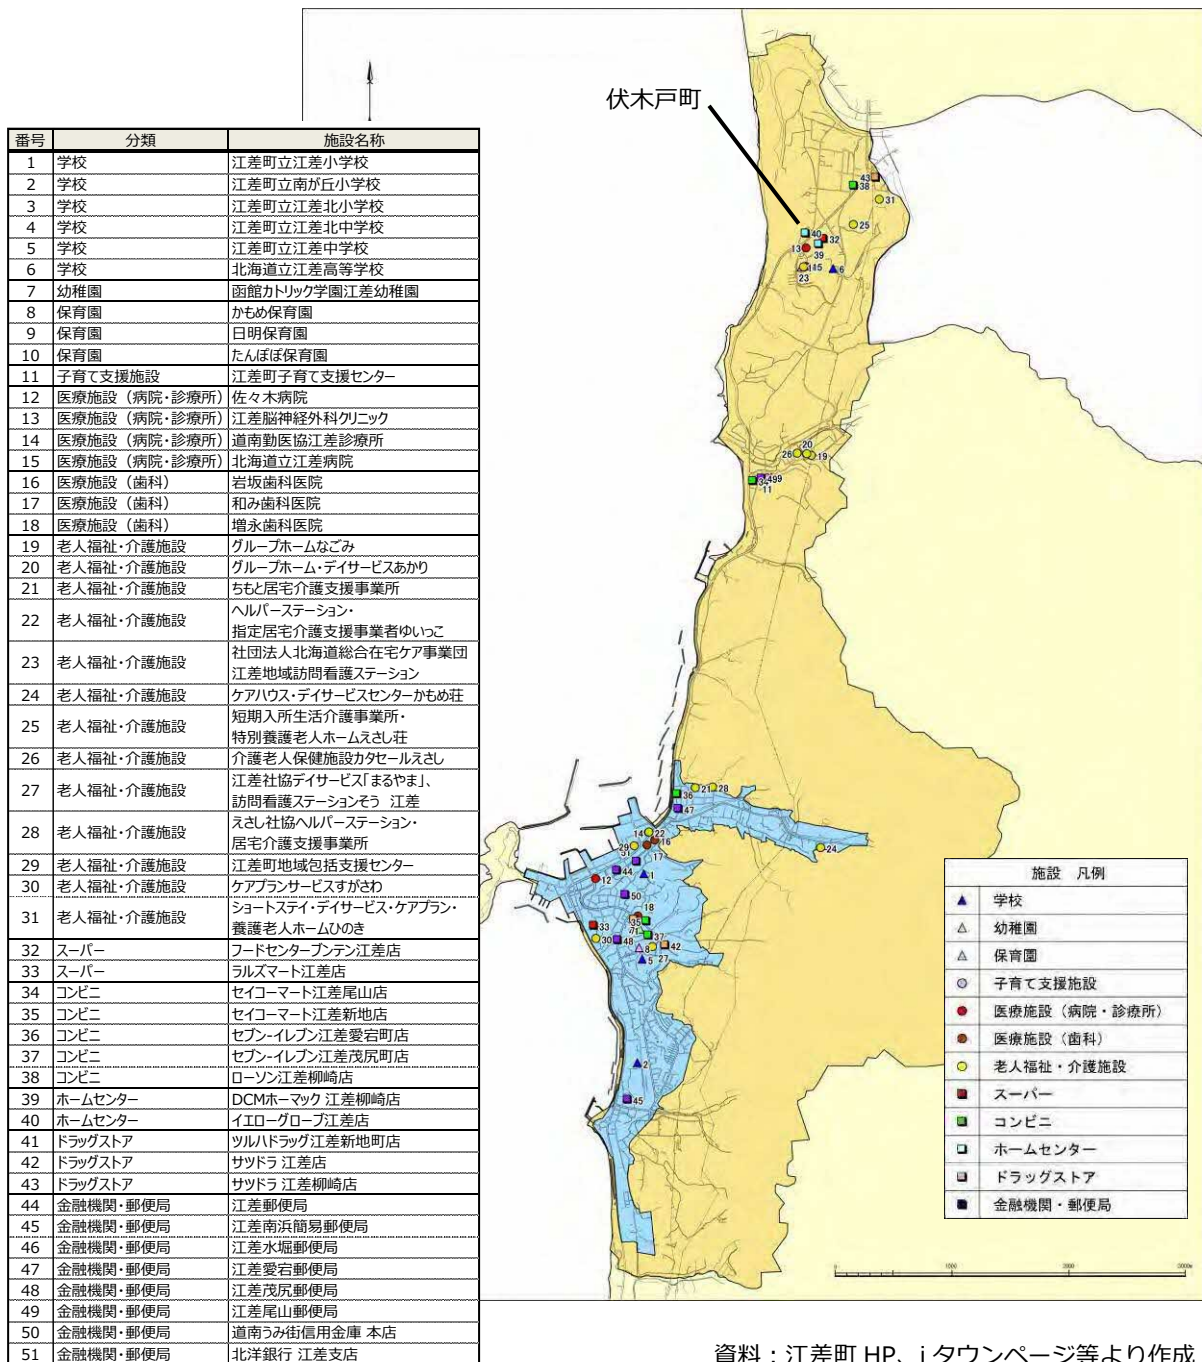 伏木戸町
番号 分類 施設名称
1 学校 江差町立江差小学校
2 学校 江差町立南が丘小学校
3 学校 江差町立江差北小学校
4 学校 江差町立江差北中学校
5 学校 江差町立江差中学校
6 学校 北海道立江差高等学校
7 幼稚園 函館カトリック学園江差幼稚園
8 保育園 かもめ保育園
9 保育園 日明保育園
10 保育園 たんぽぽ保育園
11 子育て支援施設 江差町子育て支援センター
12 医療施設（病院・診療所） 佐々木病院
13 医療施設（病院・診療所） 江差脳神経外科クリニック
14 医療施設（病院・診療所） 道南勤医協江差診療所
15 医療施設（病院・診療所） 北海道立江差病院
16 医療施設（歯科） 岩坂歯科医院
17 医療施設（歯科） 和み歯科医院
18 医療施設（歯科） 増永歯科医院
19 老人福祉・介護施設 グループホームなごみ
20 老人福祉・介護施設 グループホーム・デイサービスあかり
21 老人福祉・介護施設 ちもと居宅介護支援事業所
22 老人福祉・介護施設 ヘルパーステーション・
指定居宅介護支援事業者ゆいっこ
23 老人福祉・介護施設 社団法人北海道総合在宅ケア事業団
江差地域訪問看護ステーション
24 老人福祉・介護施設 ケアハウス・デイサービスセンターかもめ荘
25 老人福祉・介護施設 短期入所生活介護事業所・
特別養護老人ホームえさし荘
26 老人福祉・介護施設 介護老人保健施設カタセールえさし
27 老人福祉・介護施設 江差社協デイサービス「まるやま」、
訪問看護ステーションそう 江差
28 老人福祉・介護施設 えさし社協ヘルパーステーション・
居宅介護支援事業所
29 老人福祉・介護施設 江差町地域包括支援センター
30 老人福祉・介護施設 ケアプランサービスすがさわ
31 老人福祉・介護施設 ショートステイ・デイサービス・ケアプラン・
養護老人ホームひのき
32 スーパー フードセンターブンテン江差店
33 スーパー ラルズマート江差店
34 コンビニ セイコーマート江差尾山店
35 コンビニ セイコーマート江差新地店
36 コンビニ セブン-イレブン江差愛宕町店
37 コンビニ セブン-イレブン江差茂尻町店
38 コンビニ ローソン江差柳崎店
39 ホームセンター DCMホーマック 江差柳崎店
40 ホームセンター イエローグローブ江差店
41 ドラッグストア ツルハドラッグ江差新地町店
42 ドラッグストア サツドラ 江差店
43 ドラッグストア サツドラ 江差柳崎店
44 金融機関・郵便局 江差郵便局
45 金融機関・郵便局 江差南浜簡易郵便局
46 金融機関・郵便局 江差水堀郵便局
47 金融機関・郵便局 江差愛宕郵便局
48 金融機関・郵便局 江差茂尻郵便局
49 金融機関・郵便局 江差尾山郵便局
50 金融機関・郵便局 道南うみ街信用金庫 本店
51 金融機関・郵便局 北洋銀行 江差支店
43
38
31
25
40
32
13
39
15
6
23
20
26
19
11
36
21
28
47
14
22
16
29
17
24
44
1
12
50
18
35
33
37
30
48
42
8
27
5
2
45
施設 凡例
学校
幼稚園
保育園
子育て支援施設
医療施設（病院・診療所）
医療施設（歯科）
老人福祉・介護施設
スーパー
コンビニ
ホームセンター
ドラッグストア
金融機関・郵便局
0 1000 2000 3000m
資料：江差町 HP、i タウンページ等より作成